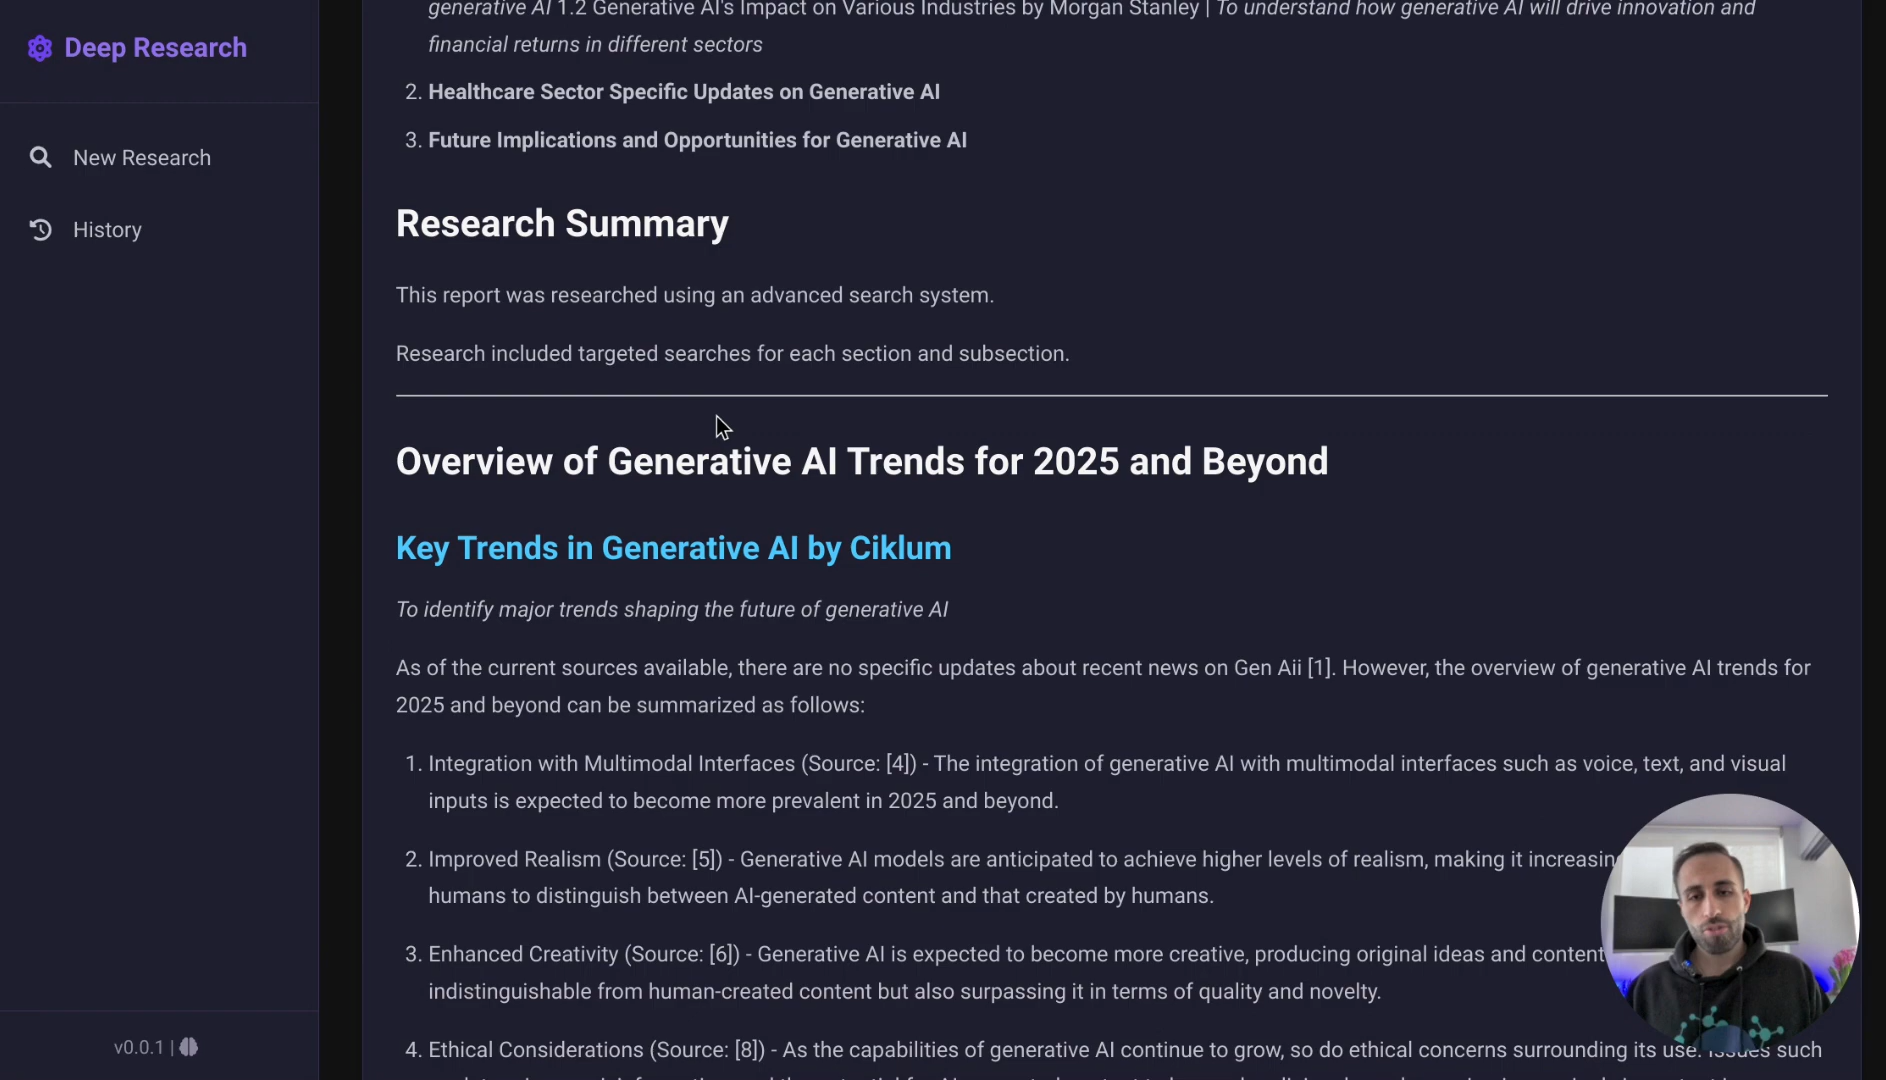 Deep Research
New Research
History
v0.0.1 |
generative AI 1.2 Generative AI's Impact on Various Industries by Morgan Stanley | To understand how generative AI will drive innovation and
financial returns in different sectors
2. Healthcare Sector Specific Updates on Generative AI
3. Future Implications and Opportunities for Generative AI
Research Summary
This report was researched using an advanced search system.
Research included targeted searches for each section and subsection.
Overview of Generative AI Trends for 2025 and Beyond
Key Trends in Generative AI by Ciklum
To identify major trends shaping the future of generative AI
As of the current sources available, there are no specific updates about recent news on Gen Aii [1]. However, the overview of generative AI trends for
2025 and beyond can be summarized as follows:
1. Integration with Multimodal Interfaces (Source: [4]) - The integration of generative AI with multimodal interfaces such as voice, text, and visual
inputs is expected to become more prevalent in 2025 and beyond.
2. Improved Realism (Source: [5]) - Generative AI models are anticipated to achieve higher levels of realism, making it
humans to distinguish between AI-generated content and that created by humans.
3. Enhanced Creativity (Source: [6]) - Generative AI is expected to become more creative, producing original ideas and content
indistinguishable from human-created content but also surpassing it in terms of quality and novelty.
4. Ethical Considerations (Source: [8]) - As the capabilities of generative AI continue to grow, so do ethical concerns surrounding its use. Issues such